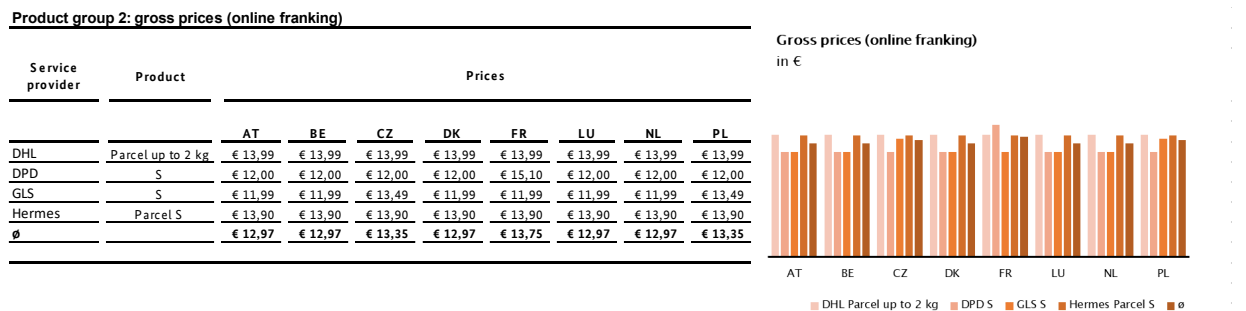 Product group 2: gross prices (online franking)
Service provider Product Prices
AT BE CZ DK FR LU NL PL
DHL Parcel up to 2 kg € 13,99 € 13,99 € 13,99 € 13,99 € 13,99 € 13,99 € 13,99 € 13,99
DPD S € 12,00 € 12,00 € 12,00 € 12,00 € 15,10 € 12,00 € 12,00 € 12,00
GLS S € 11,99 € 11,99 € 13,49 € 11,99 € 11,99 € 11,99 € 11,99 € 13,49
Hermes Parcel S € 13,90 € 13,90 € 13,90 € 13,90 € 13,90 € 13,90 € 13,90 € 13,90
ø € 12,97 € 12,97 € 13,35 € 12,97 € 13,75 € 12,97 € 12,97 € 13,35
Gross prices (online franking)
in €
AT BE CZ DK FR LU NL PL
DHL Parcel up to 2 kg DPD S GLS S Hermes Parcel S ø